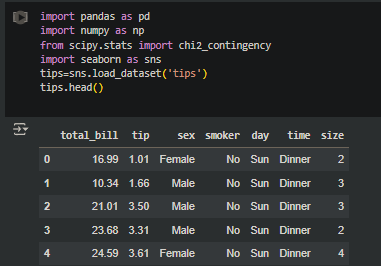 import pandas as pd
import numpy as np
from scipy.stats import chi2_contingency
import seaborn as sns
tips=sns.load_dataset('tips')
tips.head()
total_bill tip sex smoker day time size
0 16.99 1.01 Female No Sun Dinner 2
1 10.34 1.66 Male No Sun Dinner 3
2 21.01 3.50 Male No Sun Dinner 3
3 23.68 3.31 Male No Sun Dinner 2
4 24.59 3.61 Female No Sun Dinner 4